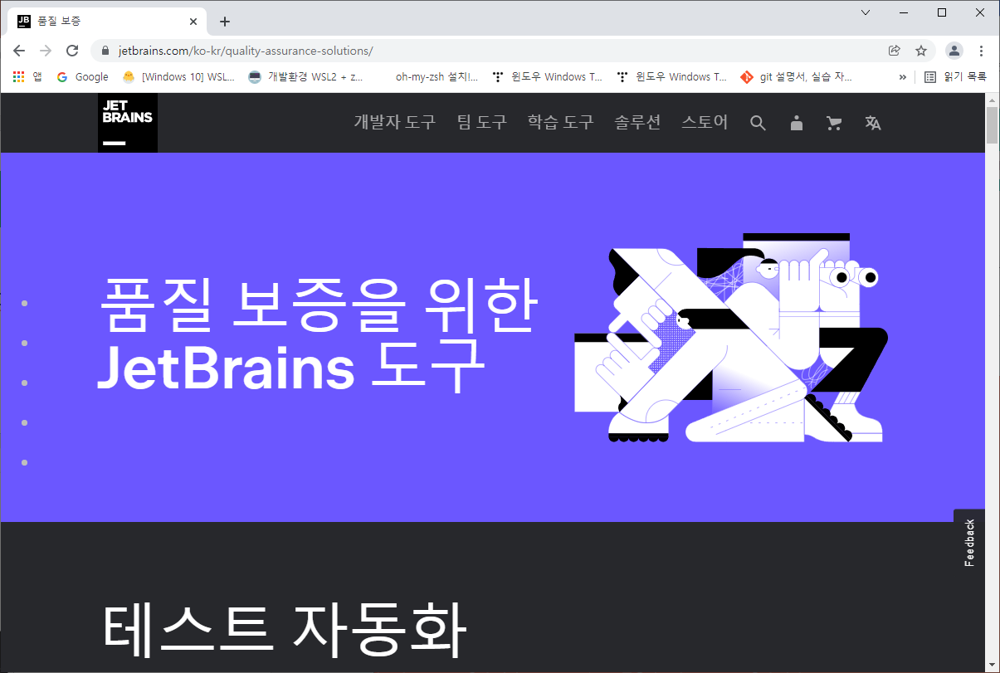 JB 품질 보증
jetbrains.com/ko-kr/quality-assurance-solutions/
앱 Google [Windows 10] WSL... 개발환경 WSL2 + z... oh-my-zsh 설치!... 윈도우 Windows T... 윈도우 Windows T... git 설명서, 실습 자... » 읽기 목록
JET
BRAINS
개발자 도구 팀 도구 학습 도구 솔루션 스토어
품질 보증을 위한
JetBrains 도구
Feedback
테스트 자동화